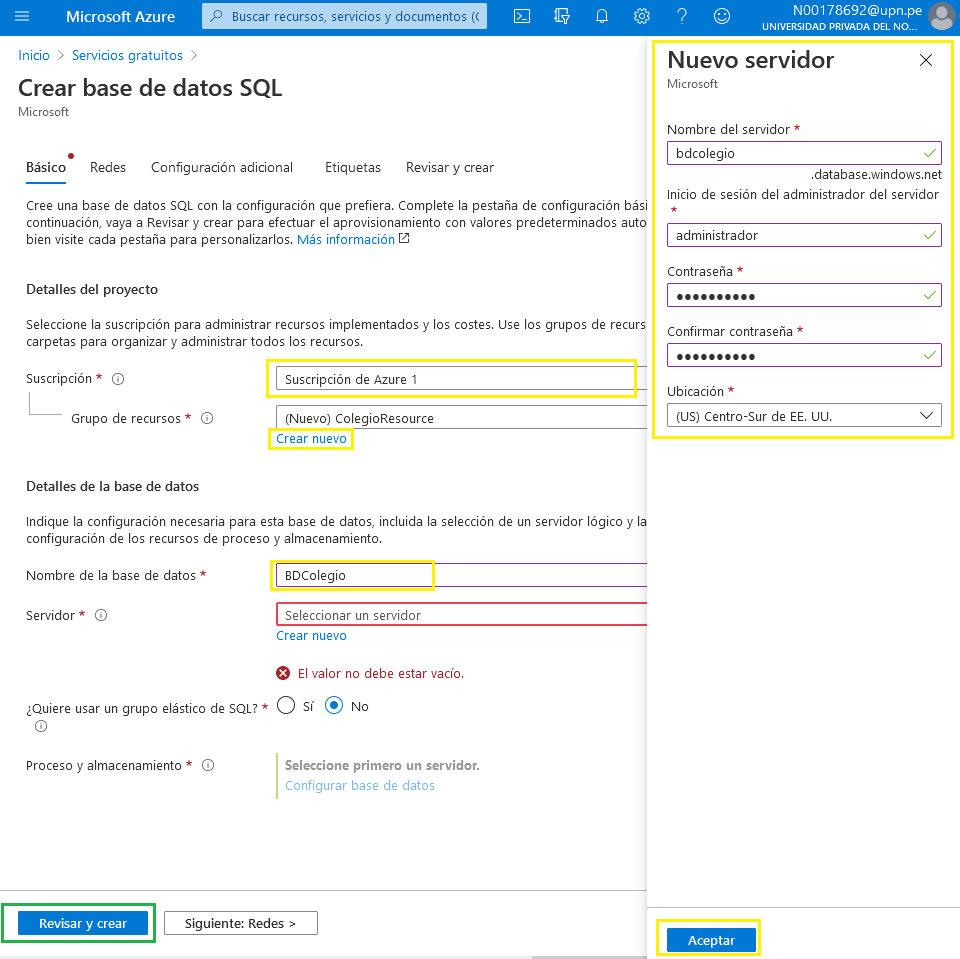 Microsoft Azure
Buscar recursos, servicios y documentos (
N00178692@upn.pe
UNIVERSIDAD PRIVADA DEL NO...
Inicio > Servicios gratuitos >
Crear base de datos SQL
Microsoft
Básico Redes Configuración adicional Etiquetas Revisar y crear
Cree una base de datos SQL con la configuración que prefiera. Complete la pestaña de configuración bási
continuación, vaya a Revisar y crear para efectuar el aprovisionamiento con valores predeterminados auto
bien visite cada pestaña para personalizarlos. Más información
Detalles del proyecto
Seleccione la suscripción para administrar recursos implementados y los costes. Use los grupos de recurs
carpetas para organizar y administrar todos los recursos.
Suscripción *
Suscripción de Azure 1
Grupo de recursos *
(Nuevo) ColegioResource
Crear nuevo
Detalles de la base de datos
Indique la configuración necesaria para esta base de datos, incluida la selección de un servidor lógico y la
configuración de los recursos de proceso y almacenamiento.
Nombre de la base de datos *
BDColegio
Servidor *
Seleccionar un servidor
Crear nuevo
El valor no debe estar vacío.
¿Quiere usar un grupo elástico de SQL? *
Sí No
Proceso y almacenamiento *
Seleccione primero un servidor.
Configurar base de datos
Revisar y crear
Siguiente: Redes >
Nuevo servidor
Microsoft
Nombre del servidor *
bdcolegio
.database.windows.net
Inicio de sesión del administrador del servidor
*
administrador
Contraseña *
●●●●●●●●●●
Confirmar contraseña *
●●●●●●●●●●
Ubicación *
(US) Centro-Sur de EE. UU.
Aceptar